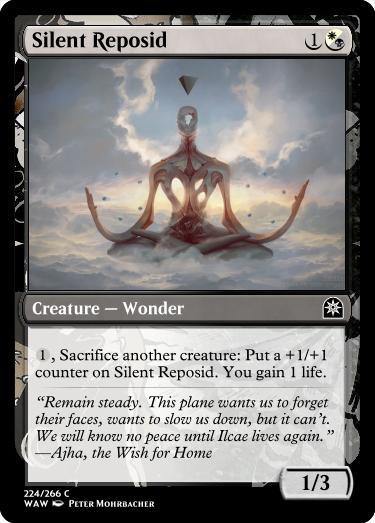 Silent Reposid 1
Creature — Wonder
1, Sacrifice another creature: Put a +1/+1
counter on Silent Reposid. You gain 1 life.
“Remain steady. This plane wants us to forget
their faces, wants to slow us down, but it can't.
We will know no peace until Ilcae lives again.”
—Ajha, the Wish for Home
1/3
224/266 C
WAW Peter Mohrbacher